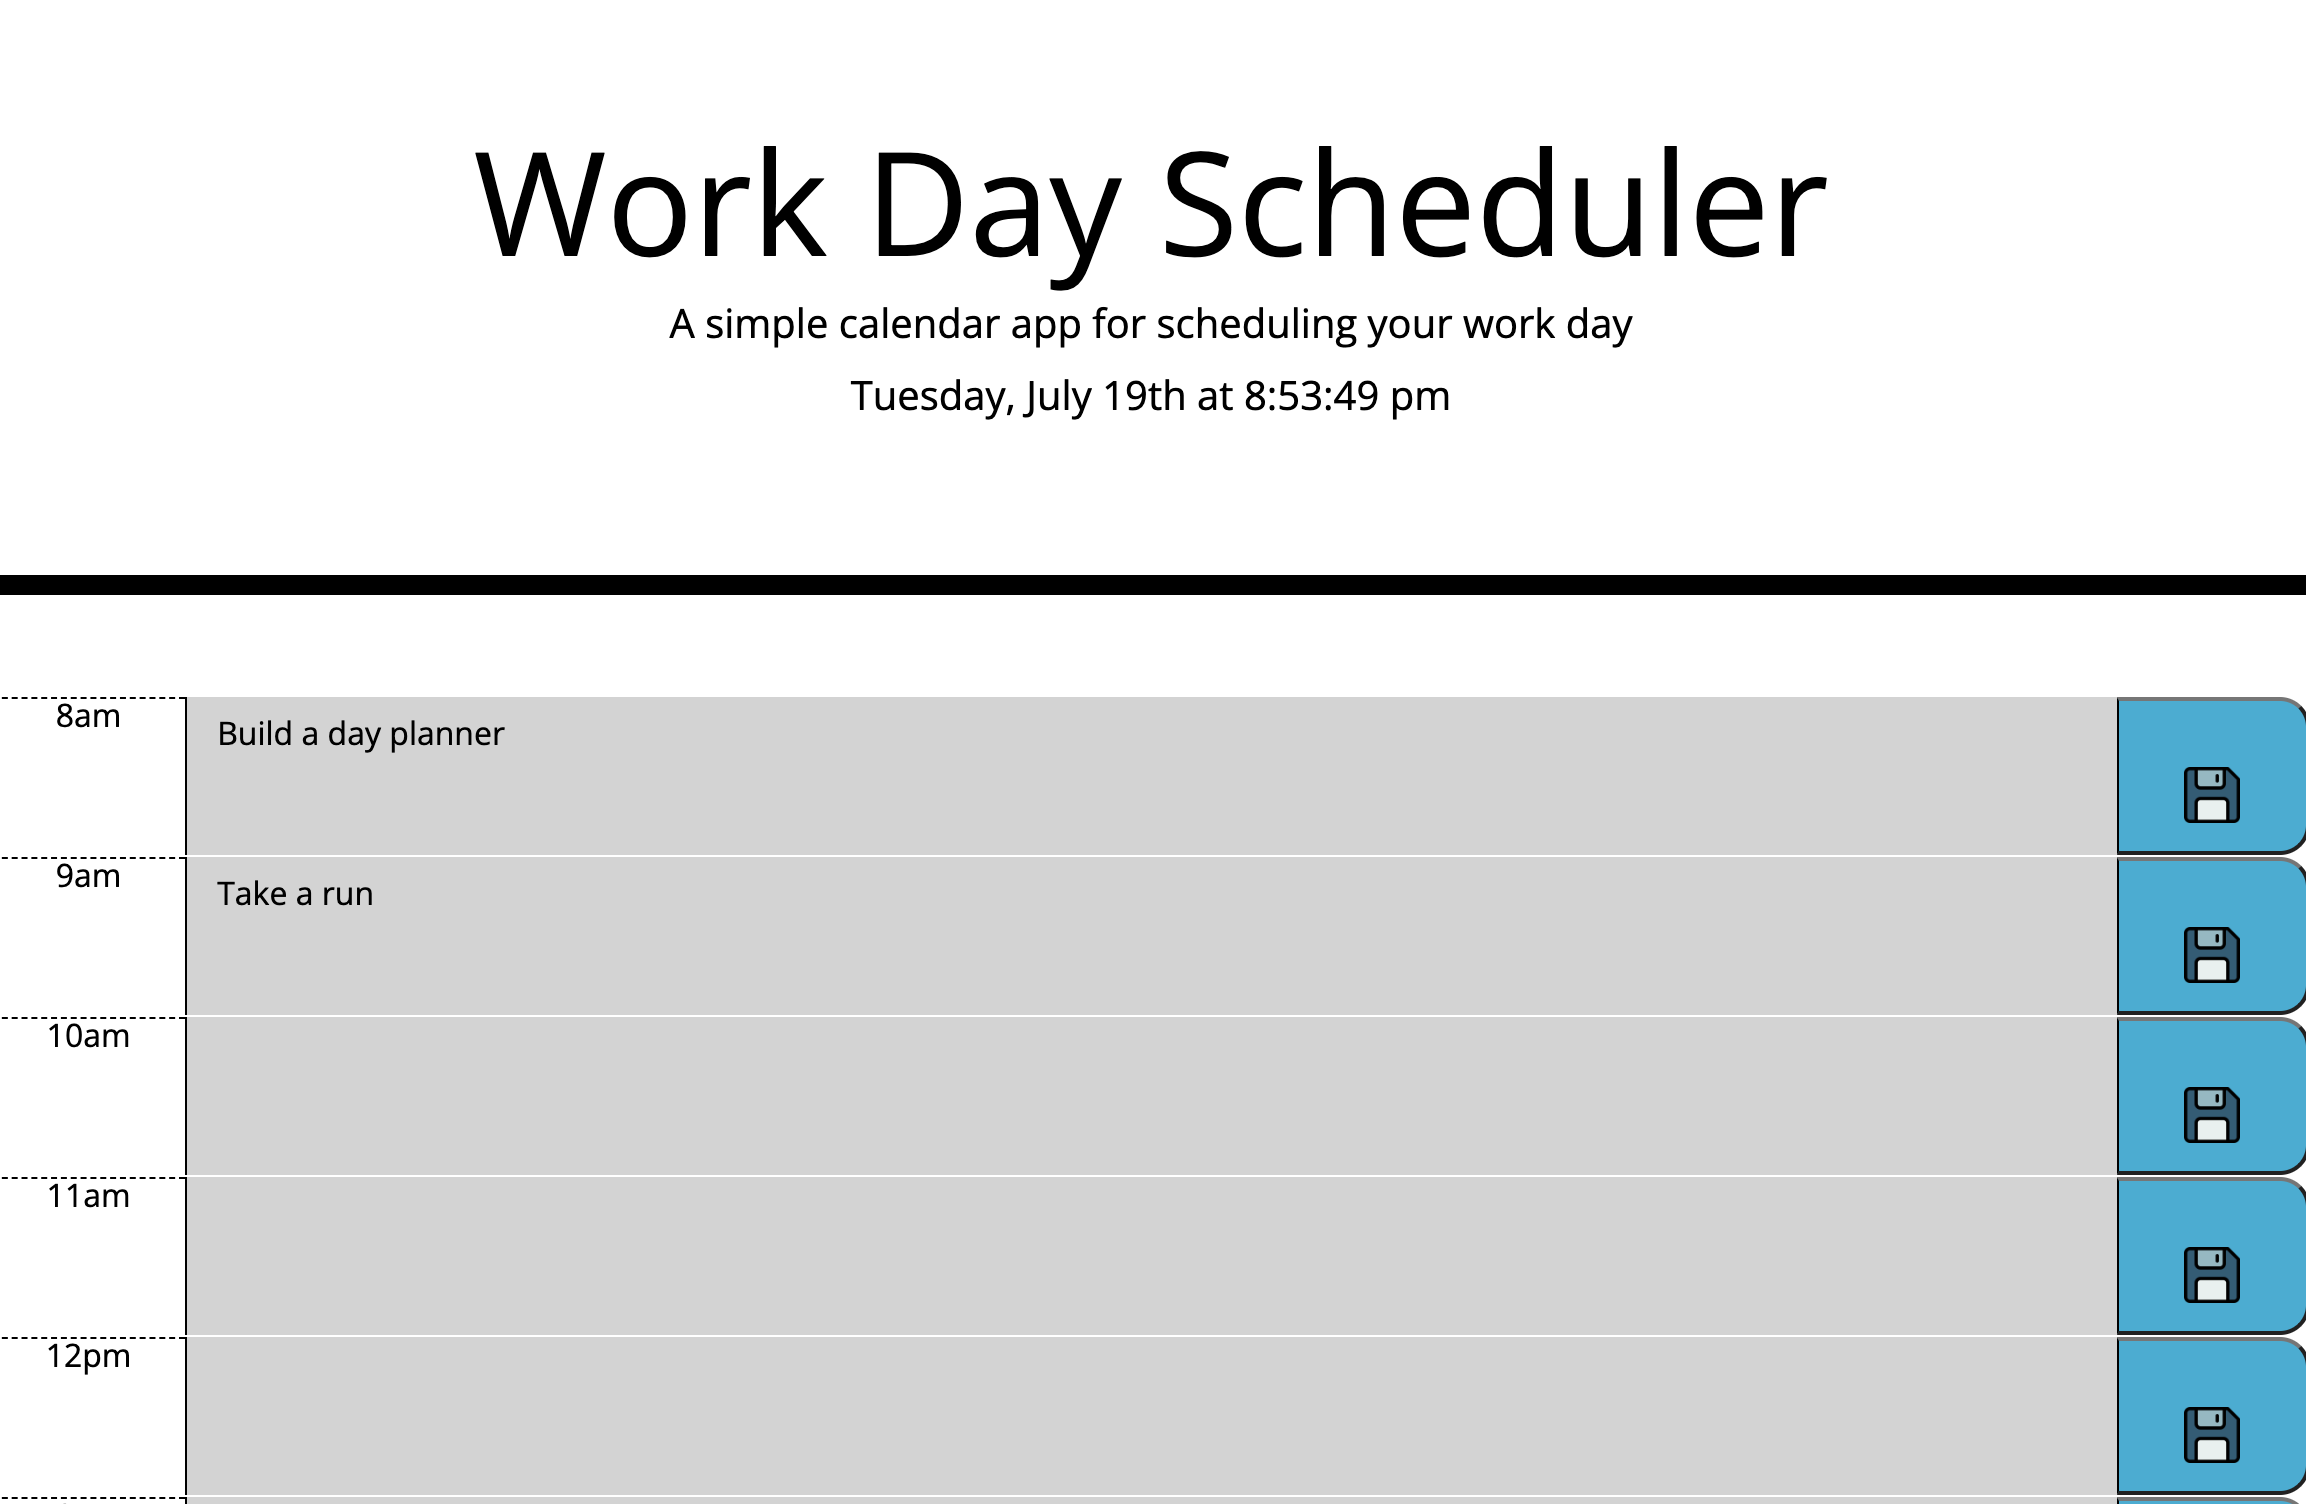 Work Day Scheduler
A simple calendar app for scheduling your work day
Tuesday, July 19th at 8:53:49 pm
8am
Build a day planner
9am
Take a run
10am
11am
12pm